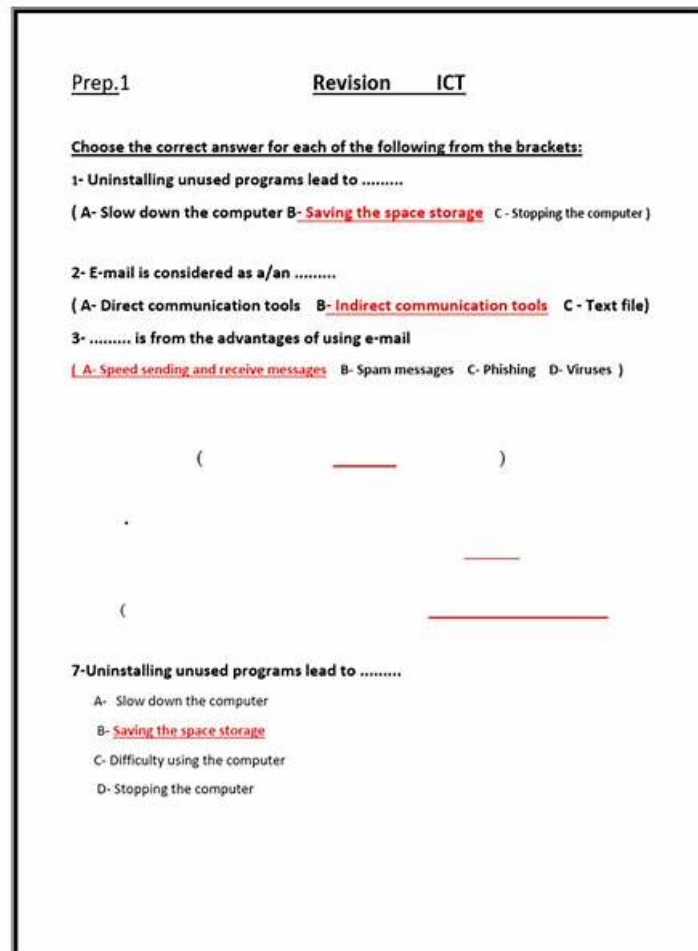 Prep.1 Revision ICT
Choose the correct answer for each of the following from the brackets:
1- Uninstalling unused programs lead to .........
( A- Slow down the computer B- Saving the space storage C - Stopping the computer )
2- E-mail is considered as a/an .........
( A- Direct communication tools B- Indirect communication tools C - Text file)
3- ......... is from the advantages of using e-mail
( A- Speed sending and receive messages B- Spam messages C- Phishing D- Viruses )
( )
.
(
7-Uninstalling unused programs lead to .........
A- Slow down the computer
B- Saving the space storage
C- Difficulty using the computer
D- Stopping the computer